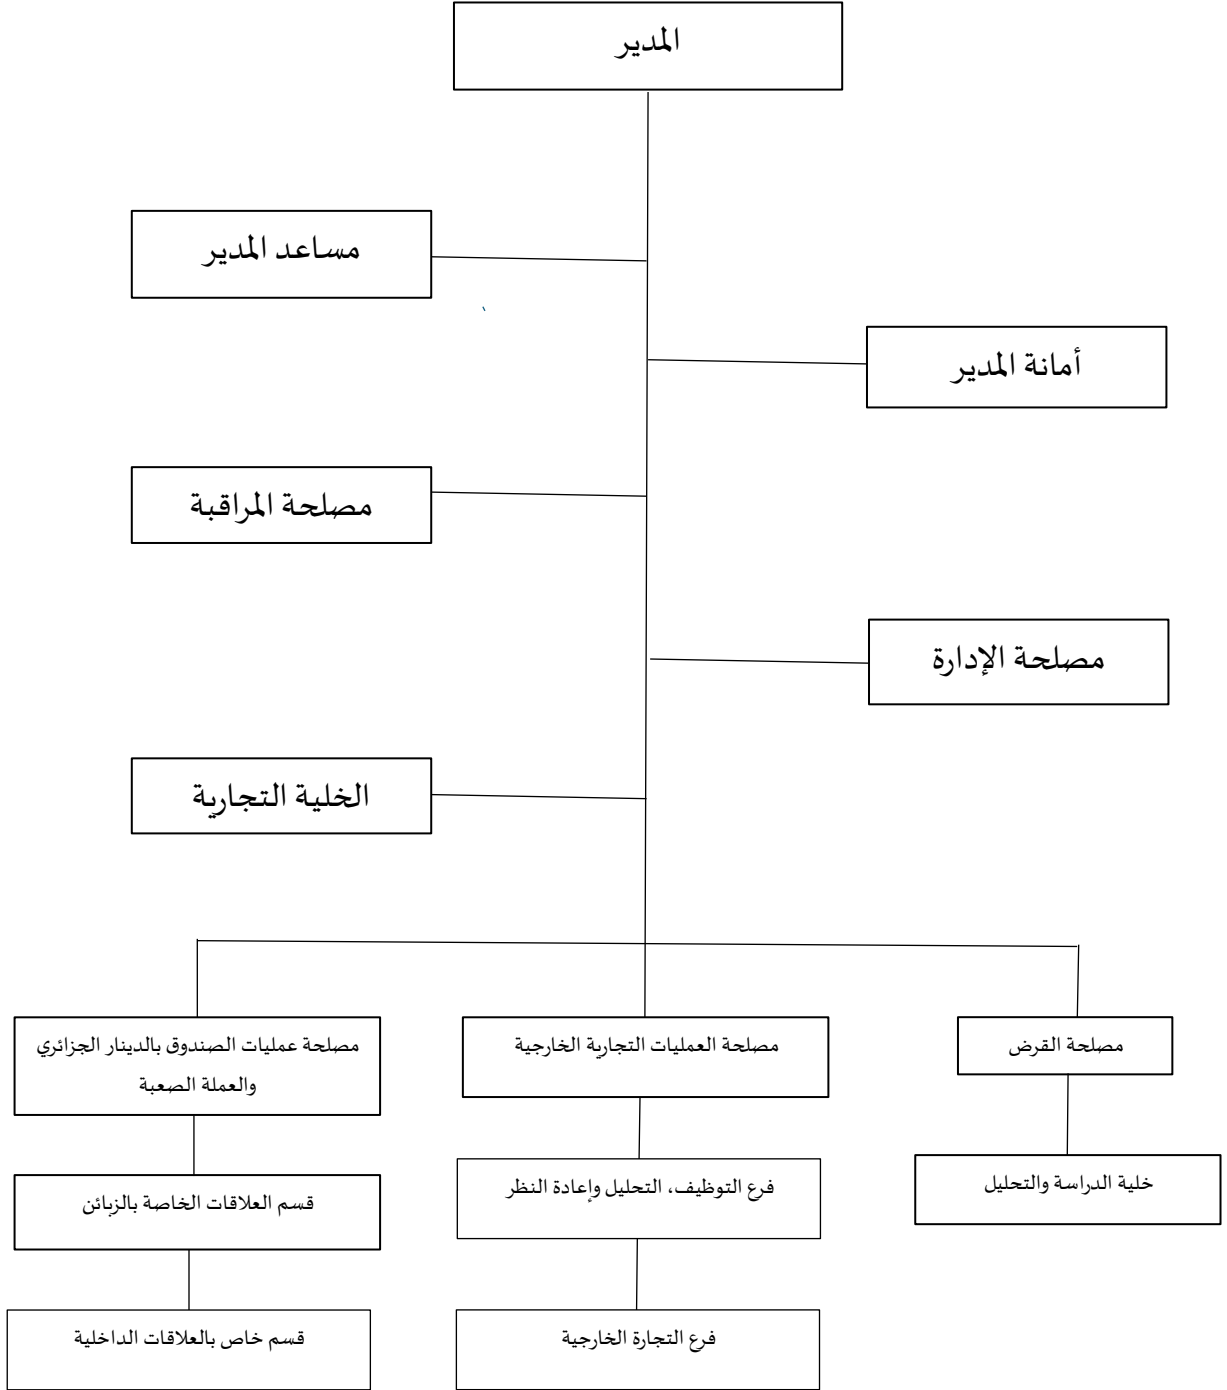 المدير
مساعد المدير
أمانة المدير
مصلحة المراقبة
مصلحة الإدارة
الخلية التجارية
مصلحة القرض
مصلحة العمليات التجارية الخارجية
مصلحة عمليات الصندوق بالدينار الجزائري
والعملة الصعبة
خلية الدراسة والتحليل
فرع التوظيف، التحليل وإعادة النظر
قسم العلاقات الخاصة بالزبائن
فرع التجارة الخارجية
قسم خاص بالعلاقات الداخلية